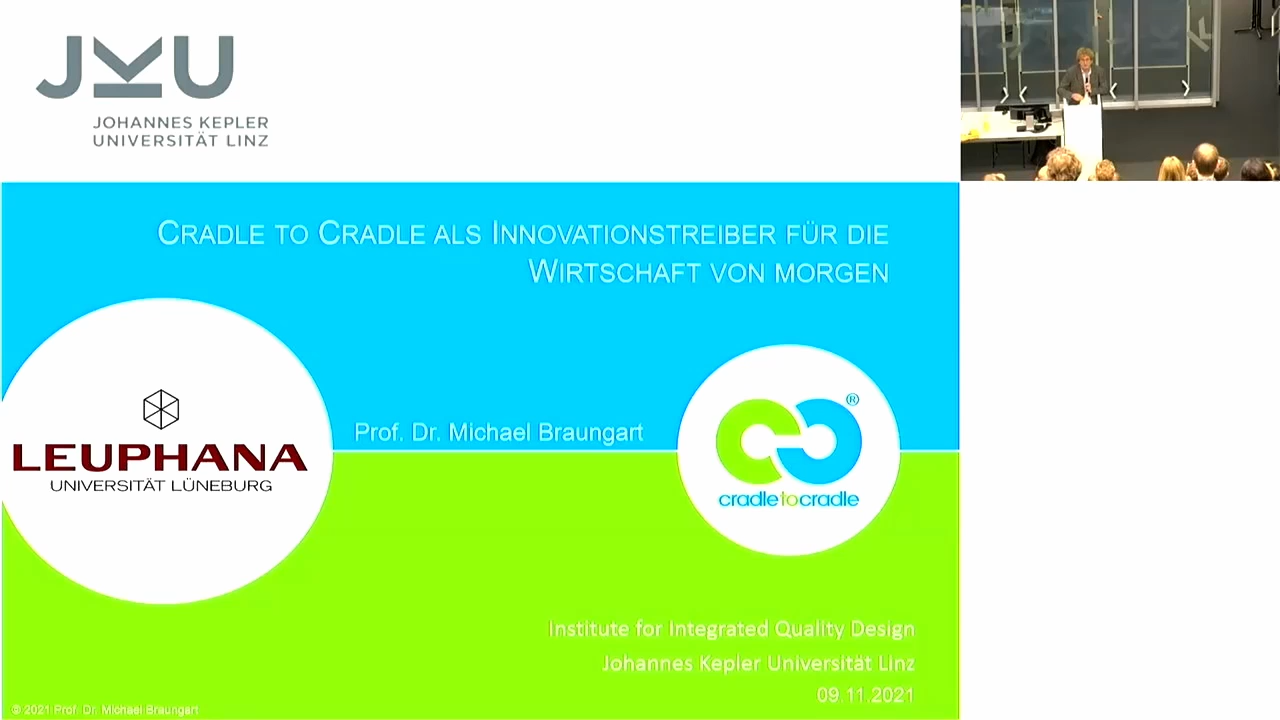 JKU
JOHANNES KEPLER
UNIVERSITÄT LINZ
CRADLE TO CRADLE ALS INNOVATIONSTREIBER FÜR DIE
WIRTSCHAFT VON MORGEN
LEUPHANA
UNIVERSITÄT LÜNEBURG
Prof. Dr. Michael Braungart
®
cradletocradle
Institute for Integrated Quality Design
Johannes Kepler Universität Linz
09.11.2021
© 2021 Prof. Dr. Michael Braungart